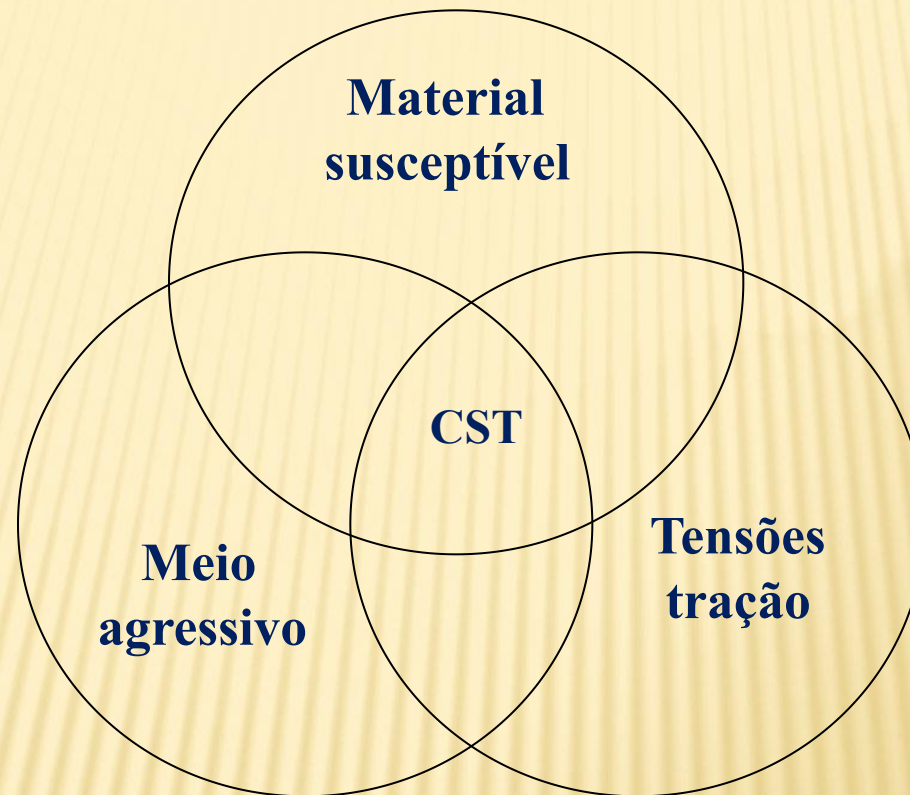 Material
susceptível
CST
Meio
agressivo
Tensões
tração